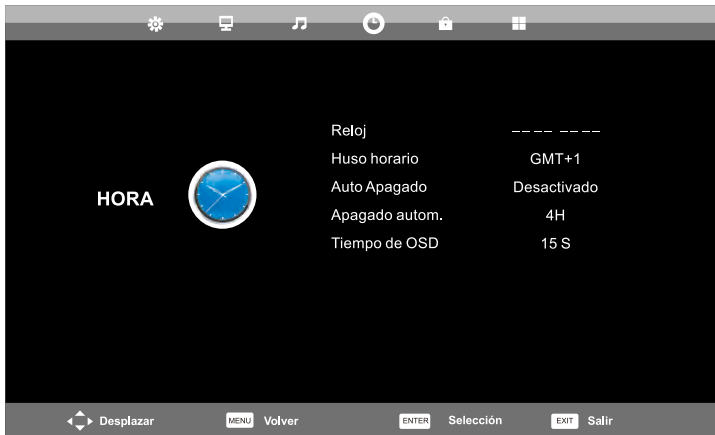 HORA
Reloj –––– ––––
Huso horario GMT+1
Auto Apagado Desactivado
Apagado autom. 4H
Tiempo de OSD 15 S
Desplazar MENU Volver ENTER Selección EXIT Salir